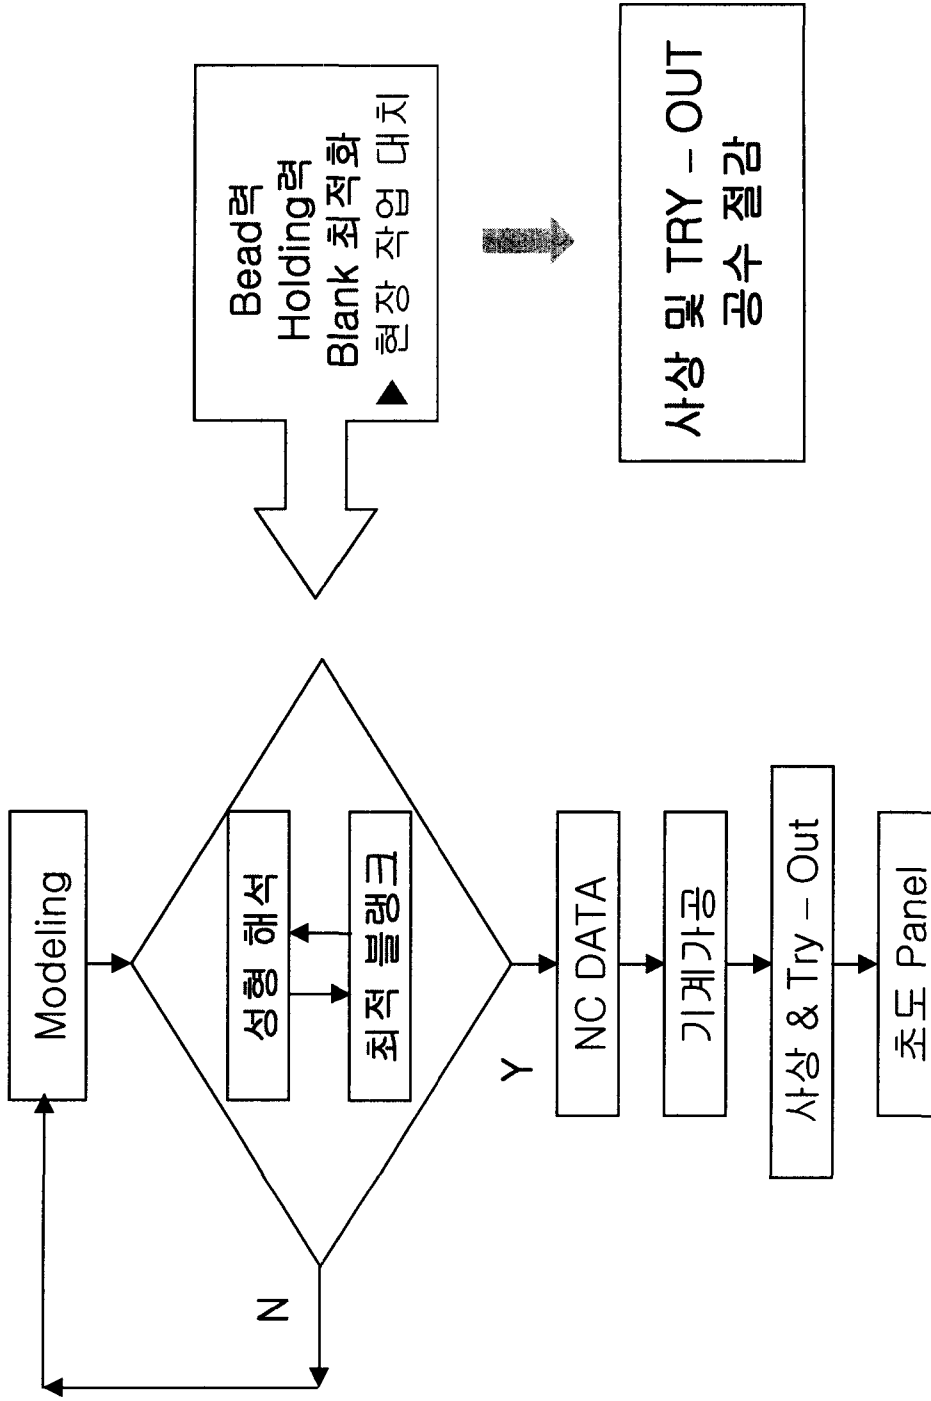 Modeling
성형 해석
최적 블랭크
N
Y
NC DATA
기계가공
사상 & Try – Out
초도 Panel
Bead력
Holding력
Blank 최적화
▶ 현장 작업 대치
사상 및 TRY – OUT
공수 절감